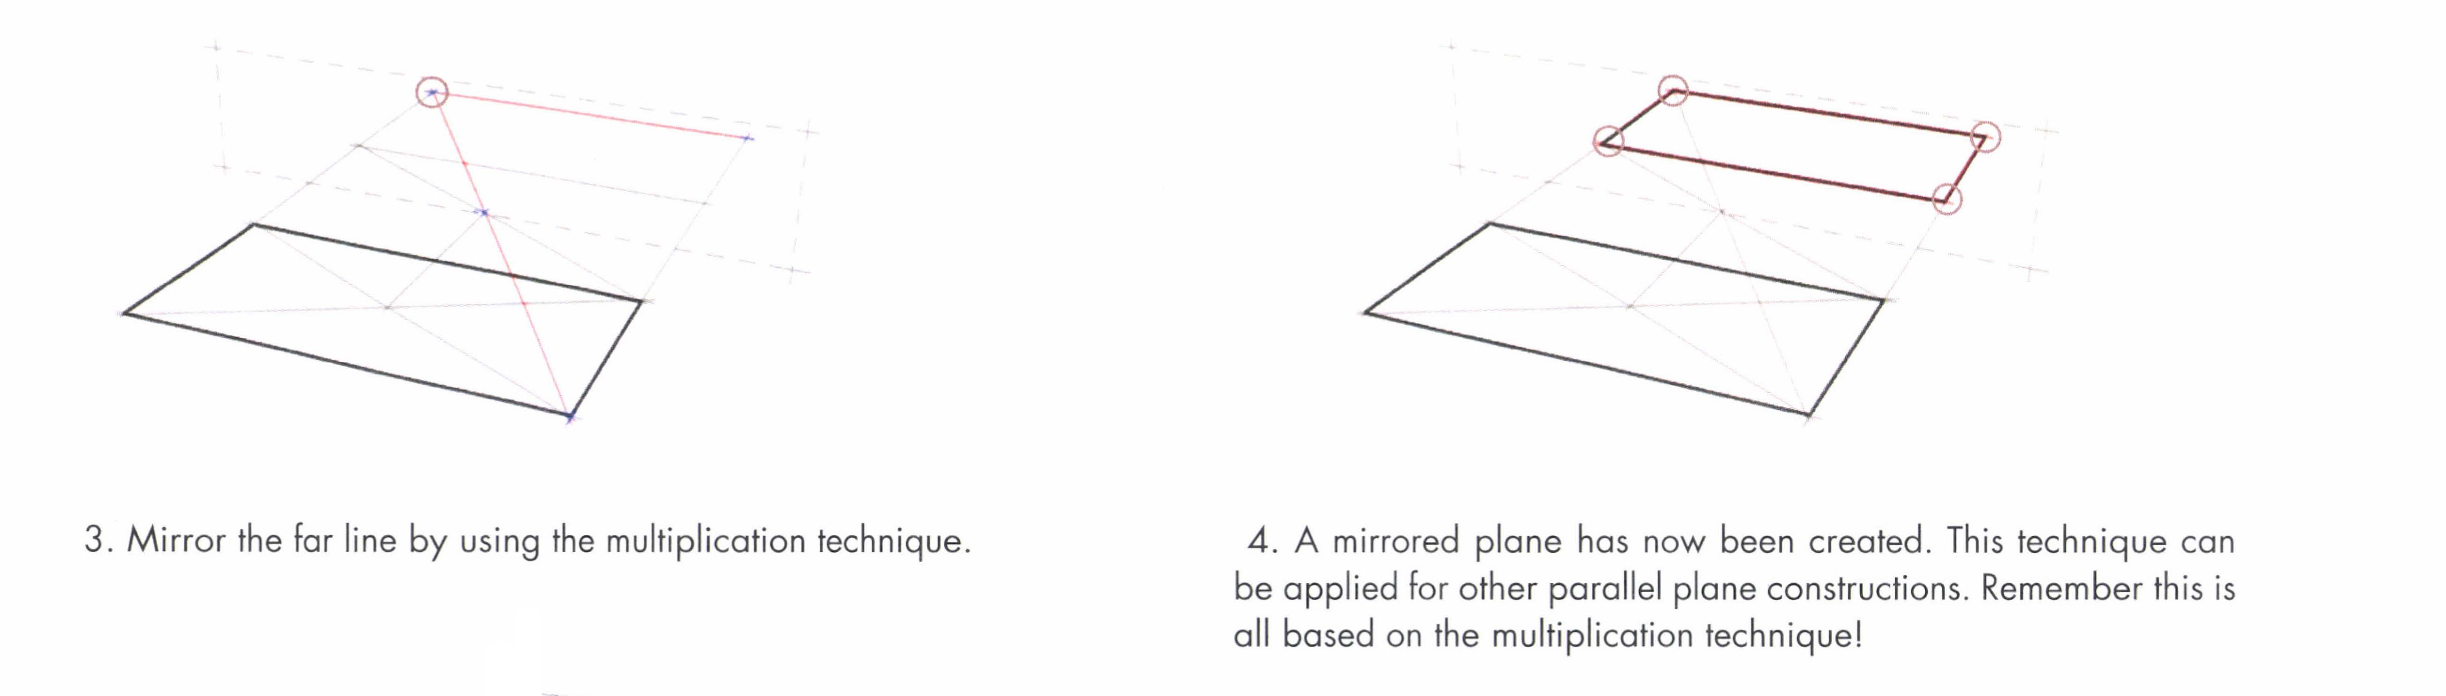 3. Mirror the far line by using the multiplication technique.
4. A mirrored plane has now been created. This technique can
be applied for other parallel plane constructions. Remember this is
all based on the multiplication technique!